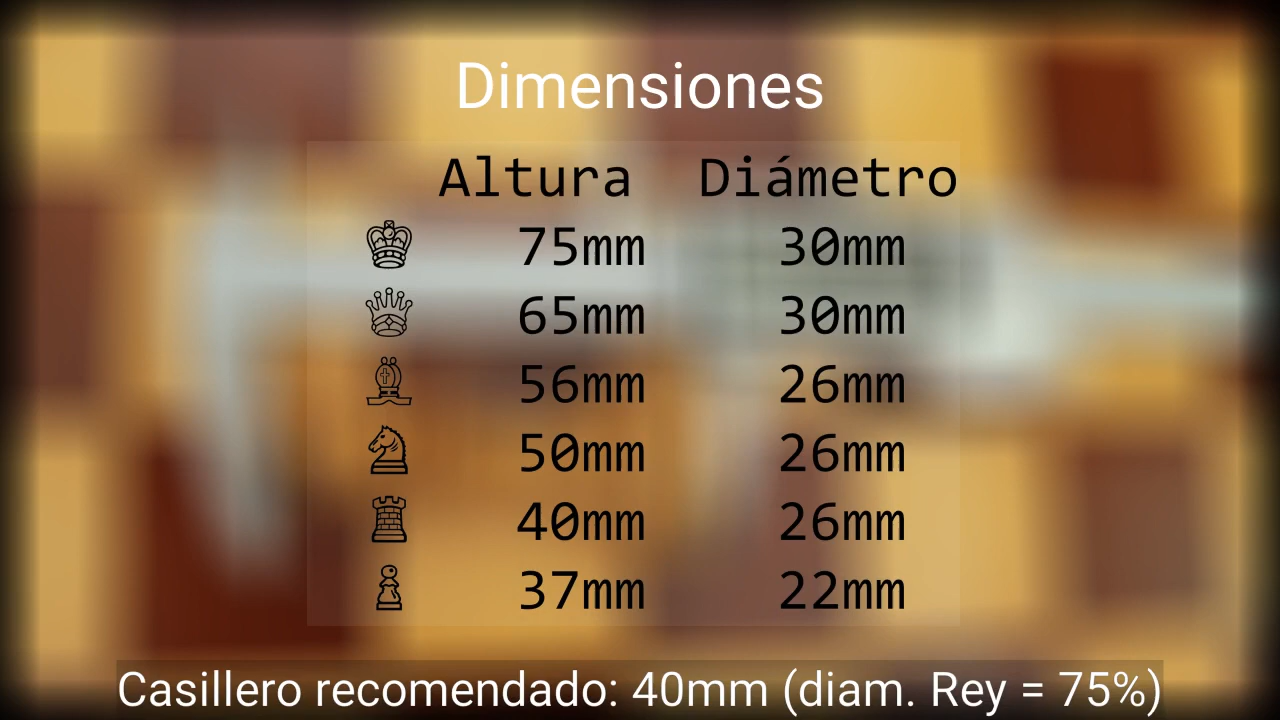 Dimensiones
Altura Diámetro
♔ 75mm 30mm
♕ 65mm 30mm
♗ 56mm 26mm
♘ 50mm 26mm
♖ 40mm 26mm
♙ 37mm 22mm
Casillero recomendado: 40mm (diam. Rey = 75%)